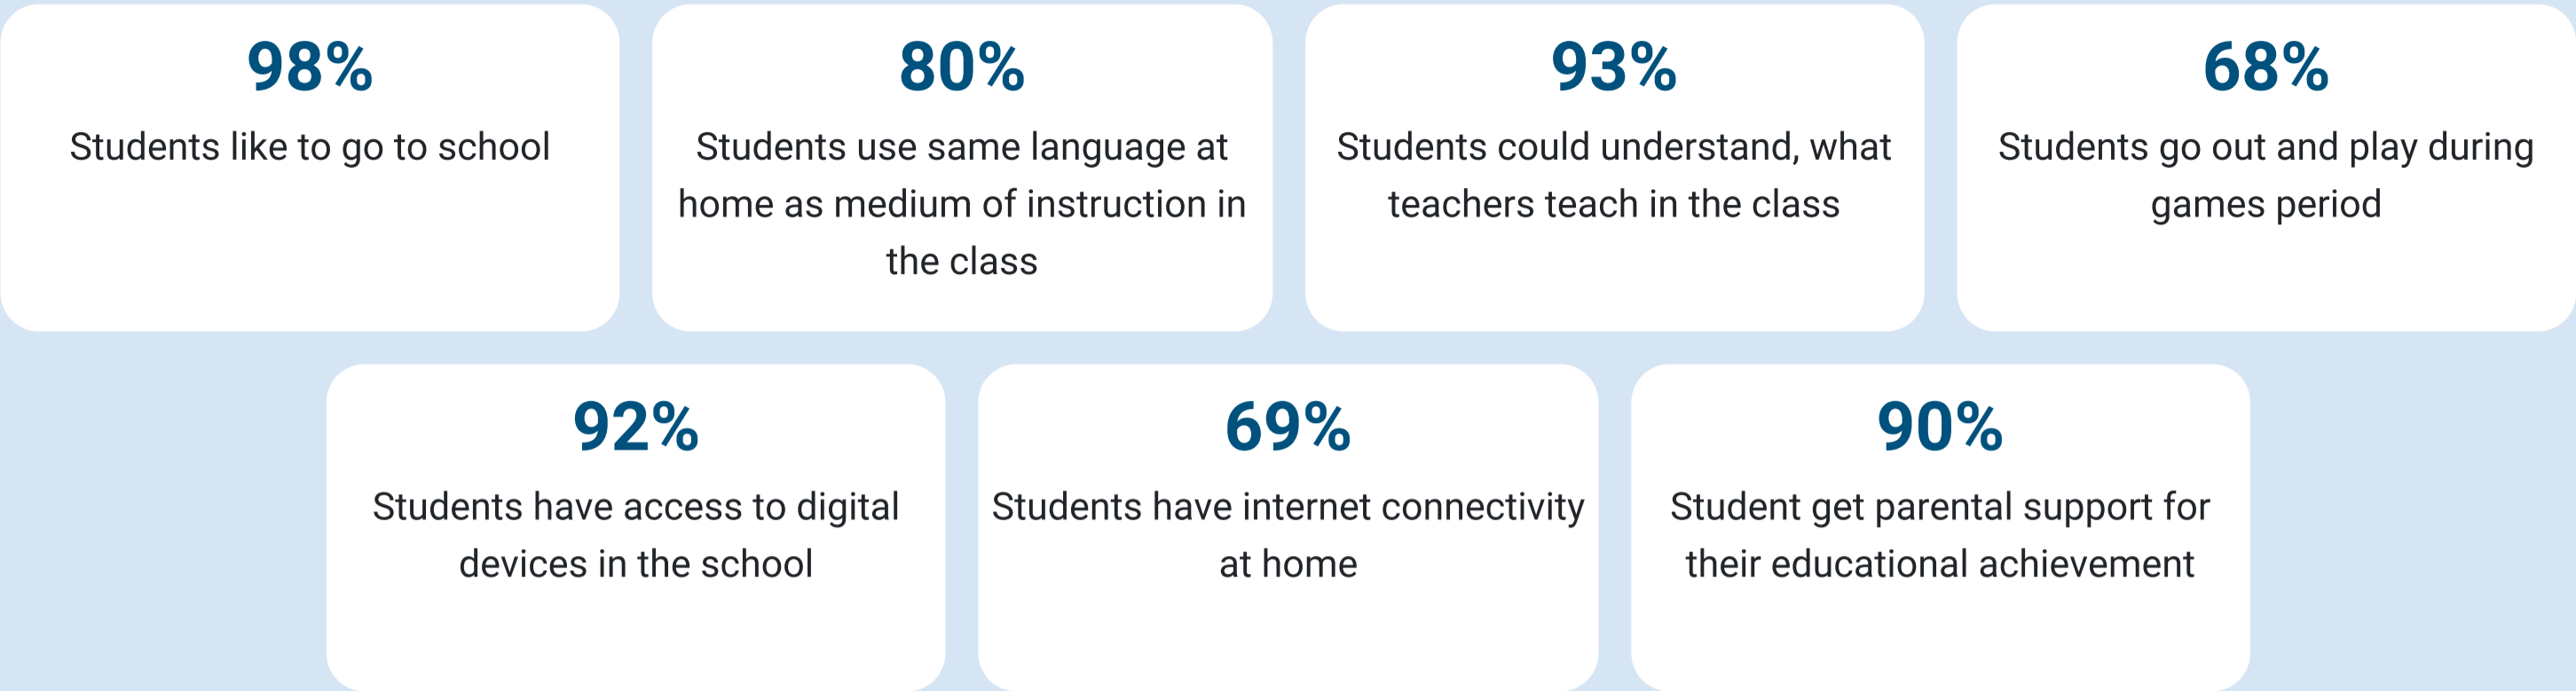 98%
Students like to go to school
80%
Students use same language at
home as medium of instruction in
the class
93%
Students could understand, what
teachers teach in the class
68%
Students go out and play during
games period
92%
Students have access to digital
devices in the school
69%
Students have internet connectivity
at home
90%
Student get parental support for
their educational achievement